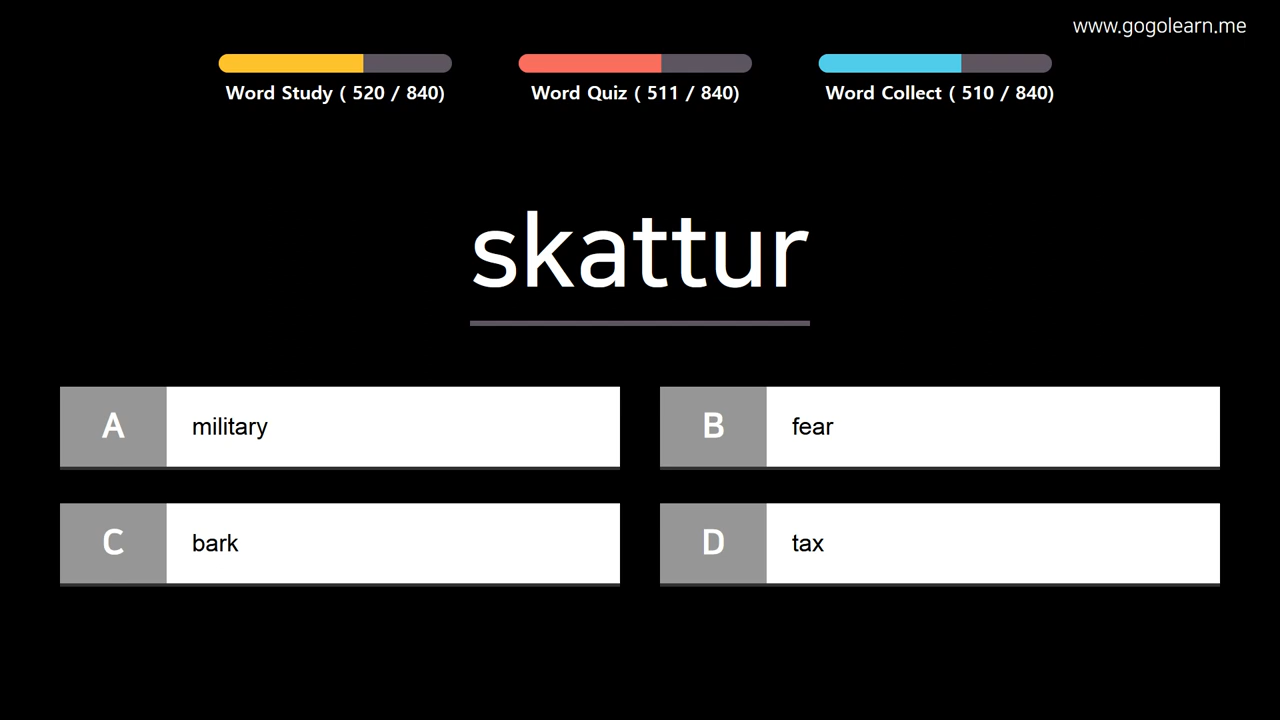 www.gogolearn.me
Word Study ( 520 / 840)
Word Quiz ( 511 / 840)
Word Collect ( 510 / 840)
skattur
A military
B fear
C bark
D tax